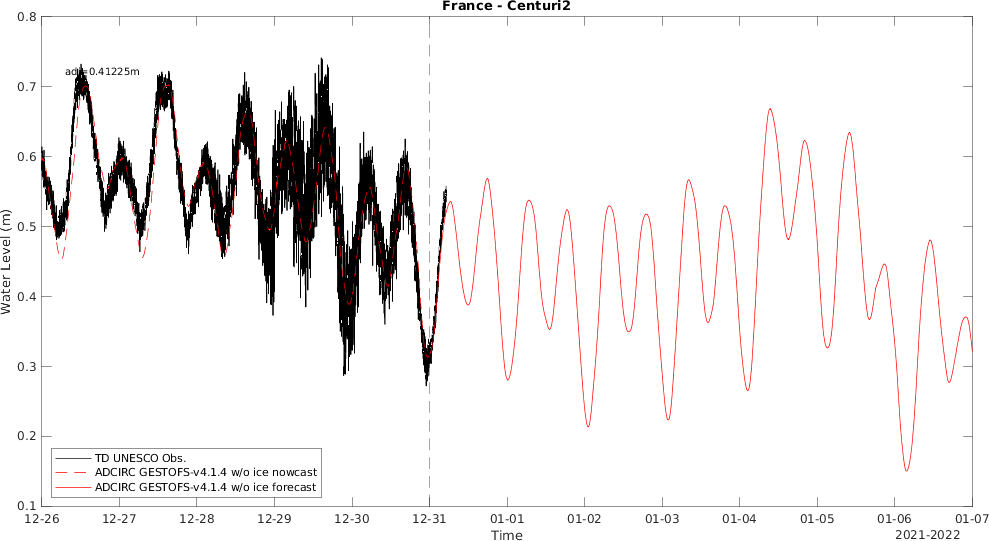 France - Centuri2
0.8
0.7
0.6
0.5
0.4
0.3
0.2
0.1
Water Level (m)
adj=0.41225m
TD UNESCO Obs.
ADCIRC GESTOFS-v4.1.4 w/o ice nowcast
ADCIRC GESTOFS-v4.1.4 w/o ice forecast
12-26 12-27 12-28 12-29 12-30 12-31 01-01 01-02 01-03 01-04 01-05 01-06 01-07
Time
2021-2022